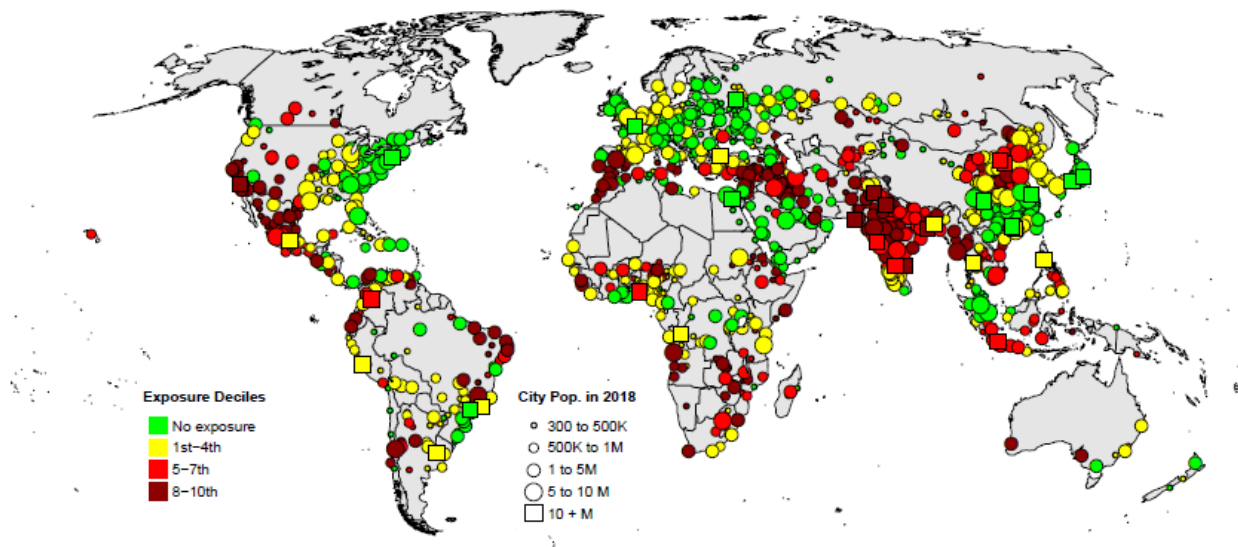 Exposure Deciles
No exposure
1st−4th
5−7th
8−10th
City Pop. in 2018
300 to 500K
500K to 1M
1 to 5M
5 to 10 M
10 + M